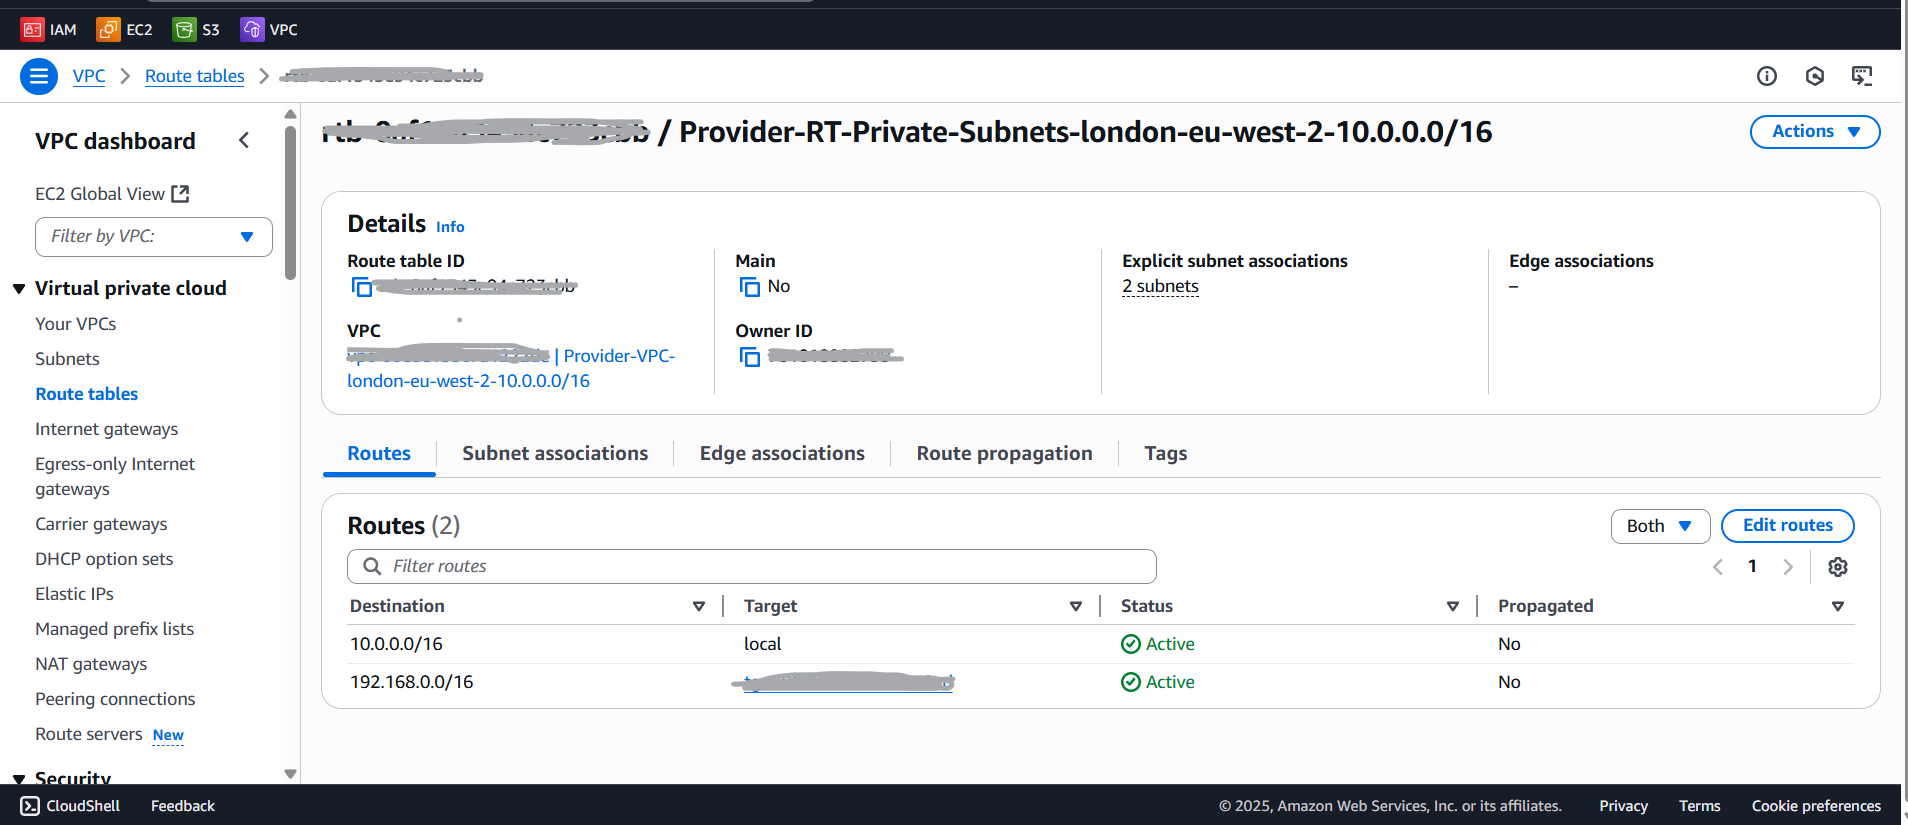 IAM EC2 S3 VPC
VPC Route tables
VPC dashboard
EC2 Global View
Filter by VPC:
Virtual private cloud
Your VPCs
Subnets
Route tables
Internet gateways
Egress-only Internet
gateways
Carrier gateways
DHCP option sets
Elastic IPs
Managed prefix lists
NAT gateways
Peering connections
Route servers New
Security
/ Provider-RT-Private-Subnets-london-eu-west-2-10.0.0.0/16
Actions
Details Info
Route table ID
Main
No
Explicit subnet associations
2 subnets
Edge associations
–
VPC
| Provider-VPC-
london-eu-west-2-10.0.0.0/16
Owner ID
Routes Subnet associations Edge associations Route propagation Tags
Routes (2)
Both Edit routes
Filter routes
1
Destination Target Status Propagated
10.0.0.0/16 local Active No
192.168.0.0/16 Active No
CloudShell Feedback © 2025, Amazon Web Services, Inc. or its affiliates. Privacy Terms Cookie preferences